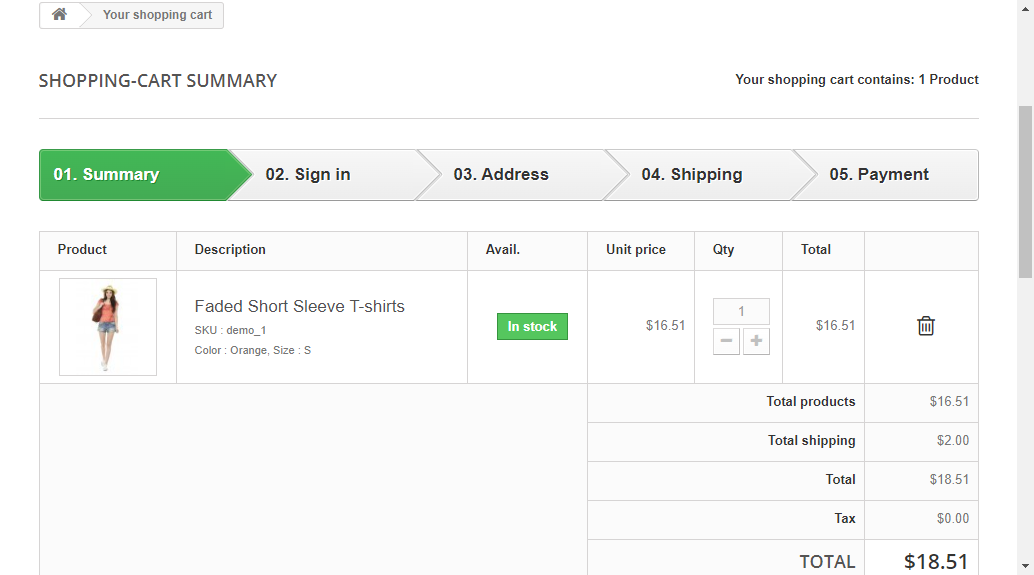 Your shopping cart
SHOPPING-CART SUMMARY
Your shopping cart contains: 1 Product
01. Summary
02. Sign in
03. Address
04. Shipping
05. Payment
Product
Description
Avail.
Unit price
Qty
Total
Faded Short Sleeve T-shirts
SKU : demo_1
Color : Orange, Size : S
In stock
$16.51
1
$16.51
Total products
$16.51
Total shipping
$2.00
Total
$18.51
Tax
$0.00
TOTAL
$18.51